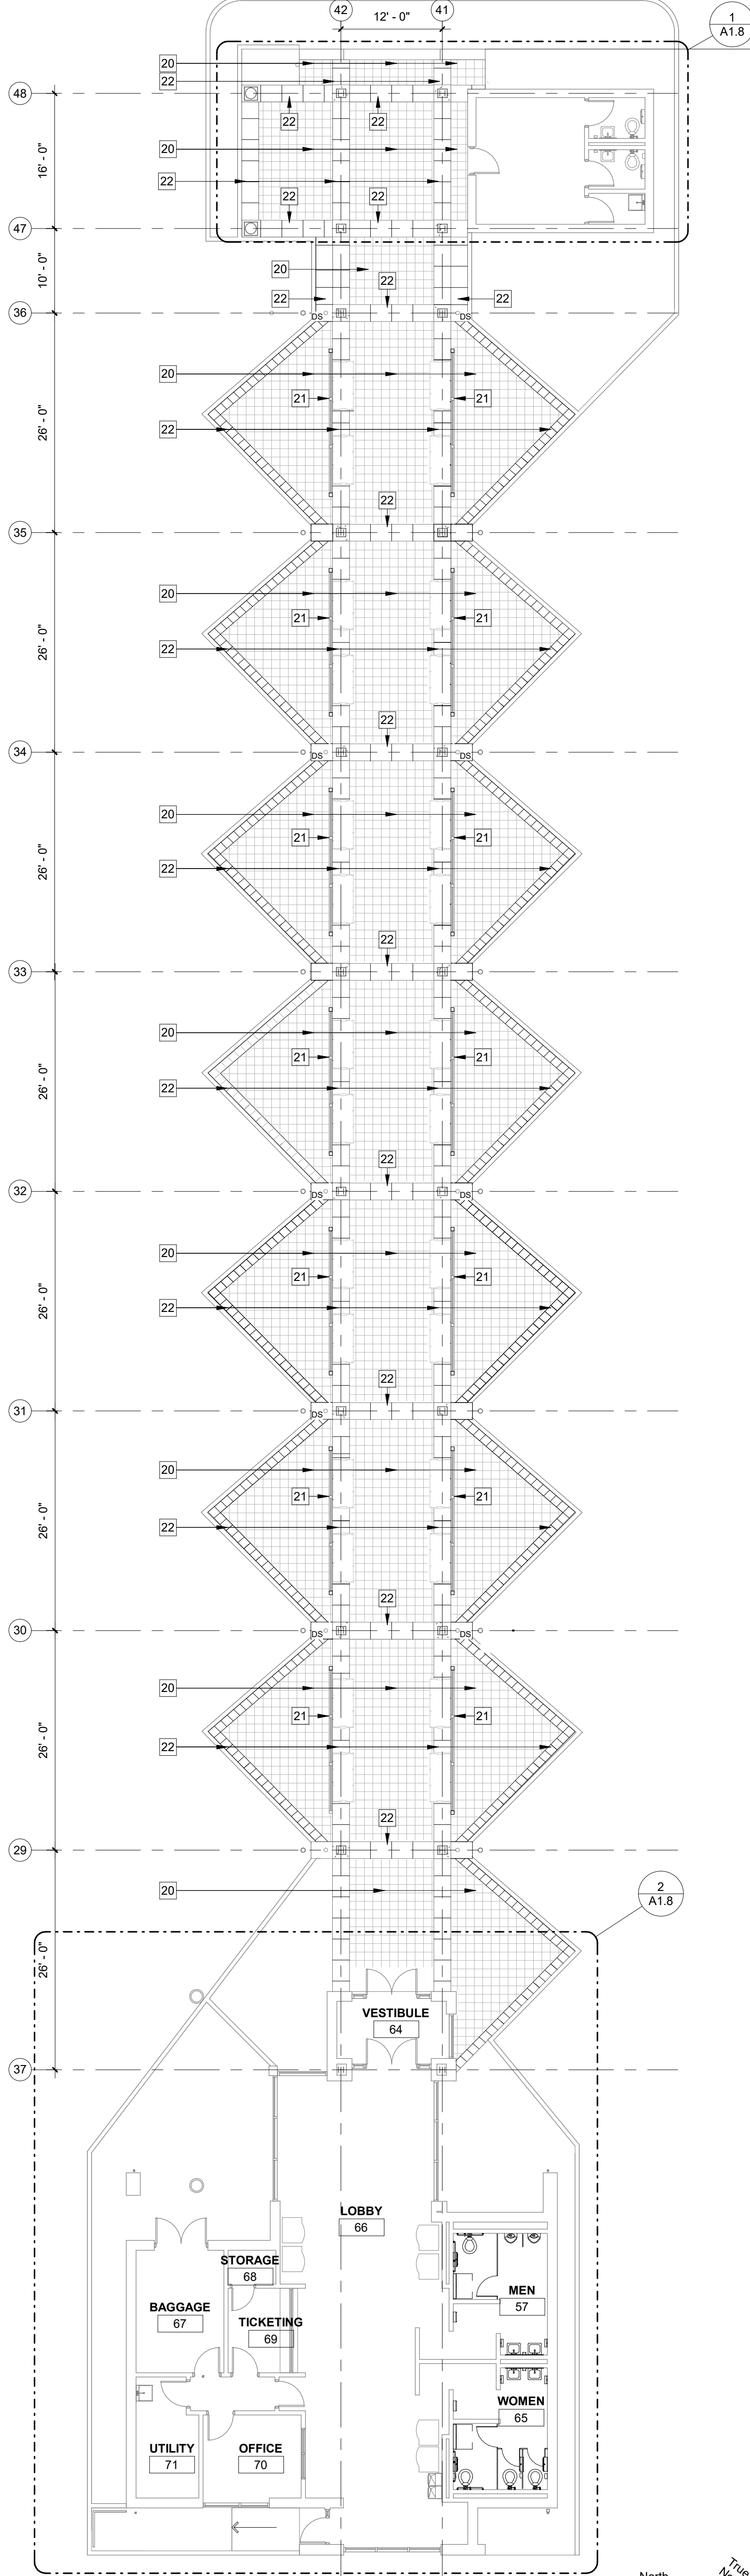 42
41
12' - 0"
1
A1.8
20
22
48
22
22
16' - 0"
20
22
22
22
47
10' - 0"
20
22
22
22
36
DS
DS
20
21
21
26' - 0"
22
22
35
20
21
21
26' - 0"
22
22
34
DS
DS
20
21
21
26' - 0"
22
22
33
20
21
21
26' - 0"
22
22
32
DS
DS
20
21
21
26' - 0"
22
22
31
DS
20
21
21
26' - 0"
22
22
30
DS
DS
20
21
21
26' - 0"
22
22
29
20
2
A1.8
26' - 0"
VESTIBULE
64
37
LOBBY
66
STORAGE
68
BAGGAGE
67
TICKETING
69
MEN
57
WOMEN
65
UTILITY
71
OFFICE
70
North
True